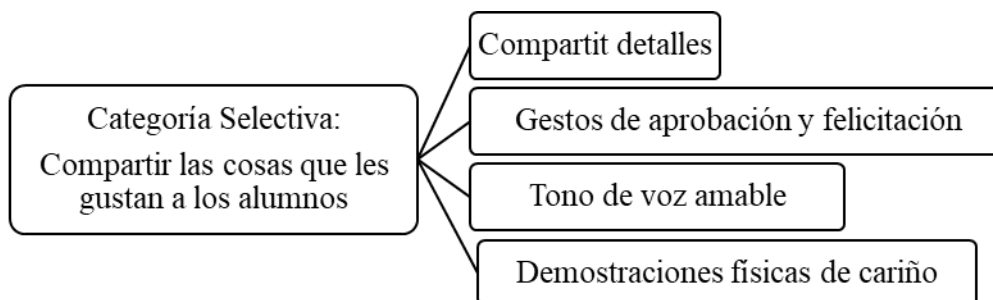 Categoría Selectiva:
Compartir las cosas que les
gustan a los alumnos
Compartit detalles
Gestos de aprobación y felicitación
Tono de voz amable
Demostraciones físicas de cariño